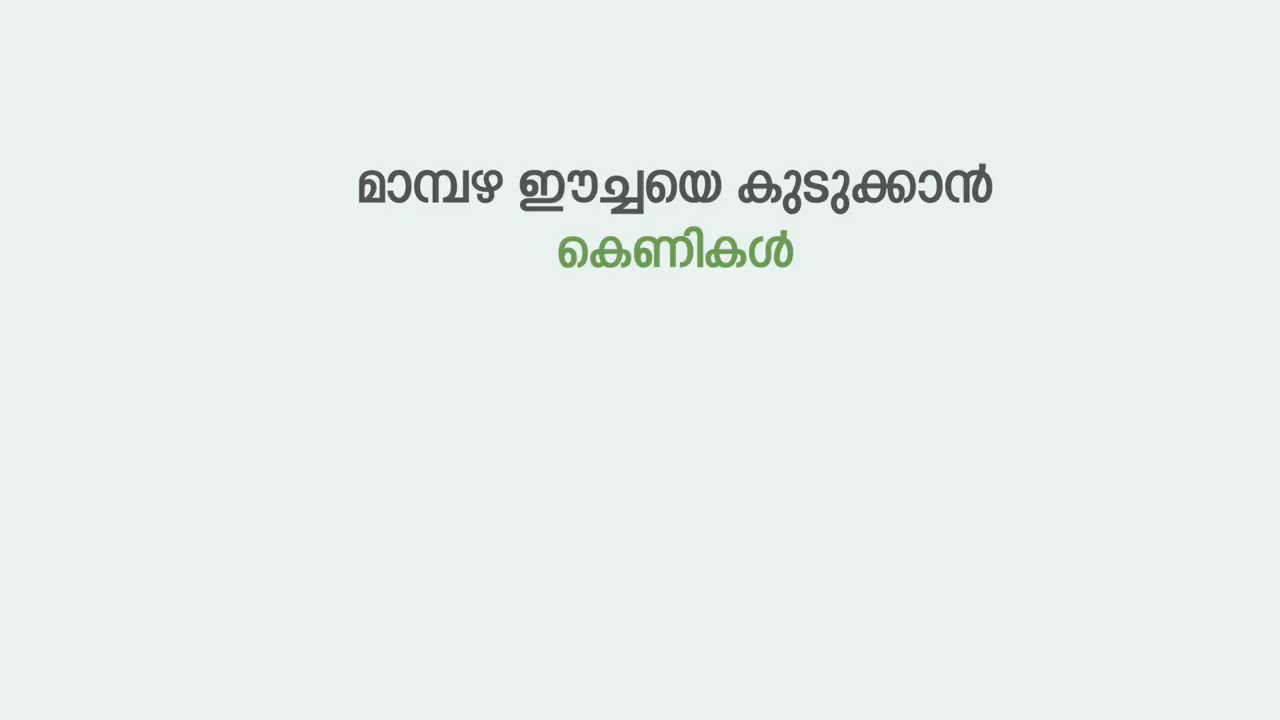 മാമ്പഴ ഈച്ചയെ കുടുക്കാൻ
കെണികൾ